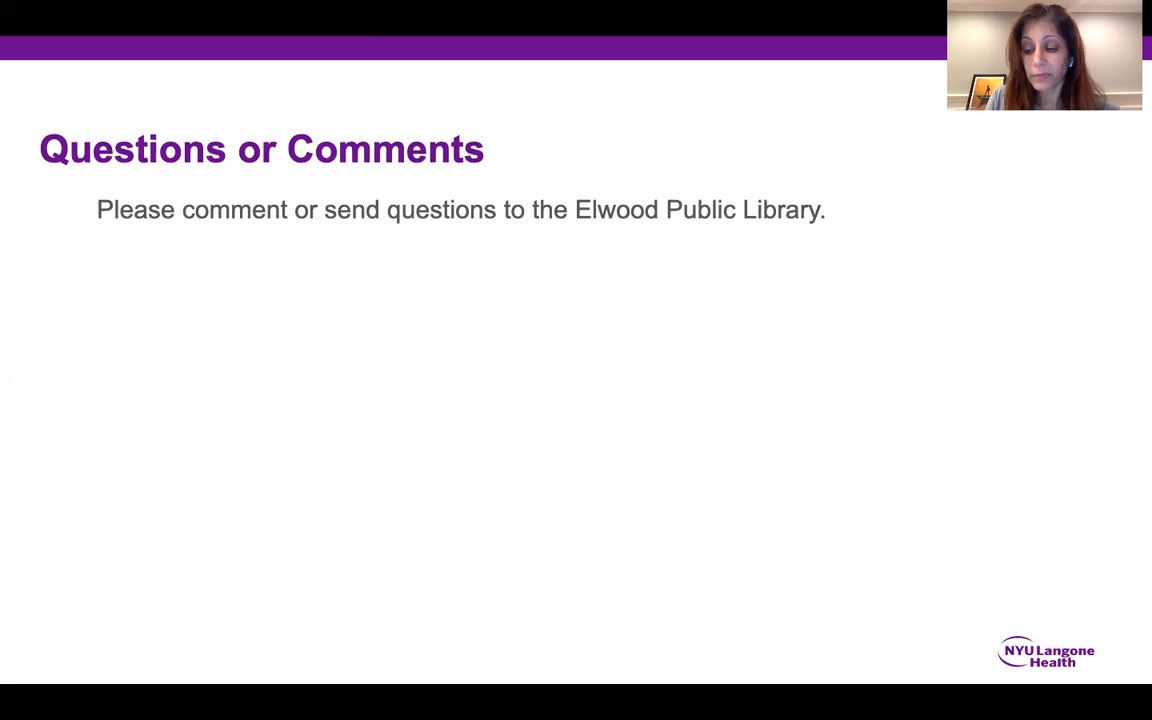 Questions or Comments
Please comment or send questions to the Elwood Public Library.
NYU Langone
Health